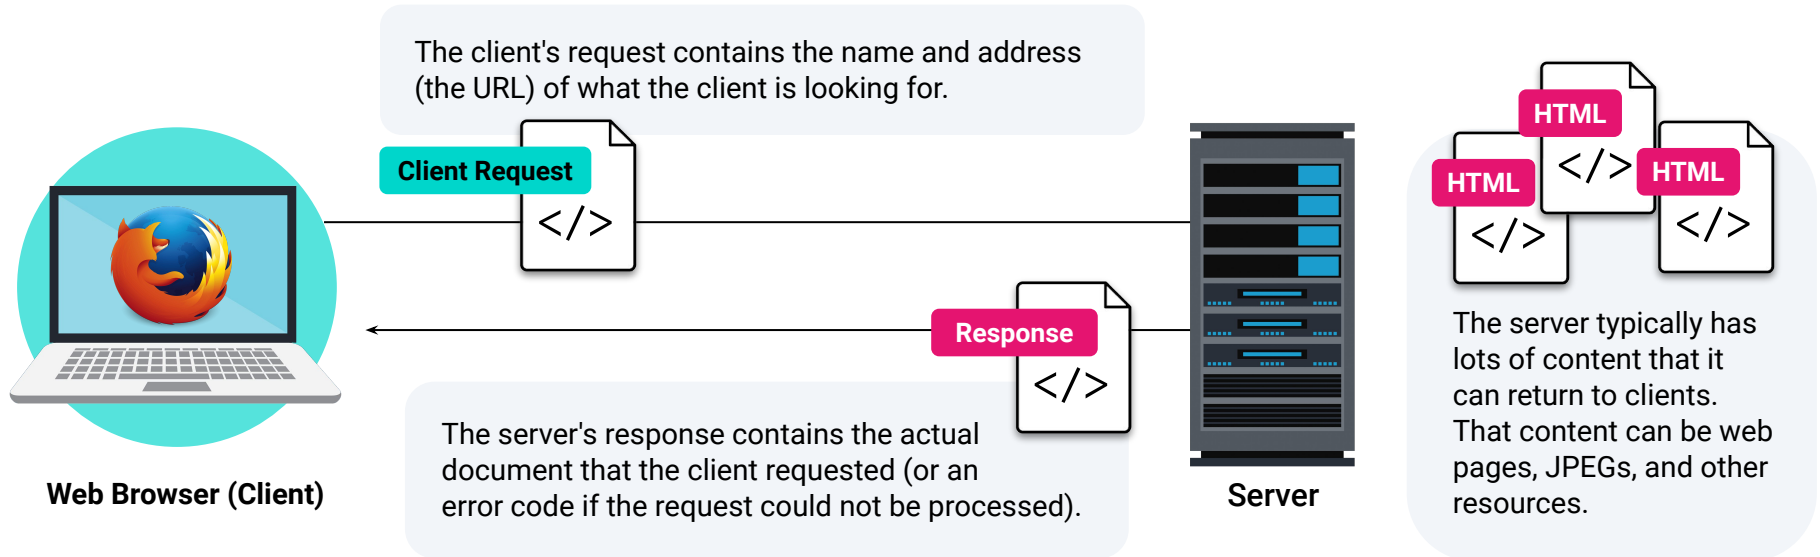 The client's request contains the name and address
(the URL) of what the client is looking for.
Client Request
</>
Web Browser (Client)
Response
</>
The server's response contains the actual
document that the client requested (or an
error code if the request could not be processed).
Server
HTML
</>
HTML
</>
HTML
</>
The server typically has
lots of content that it
can return to clients.
That content can be web
pages, JPEGs, and other
resources.